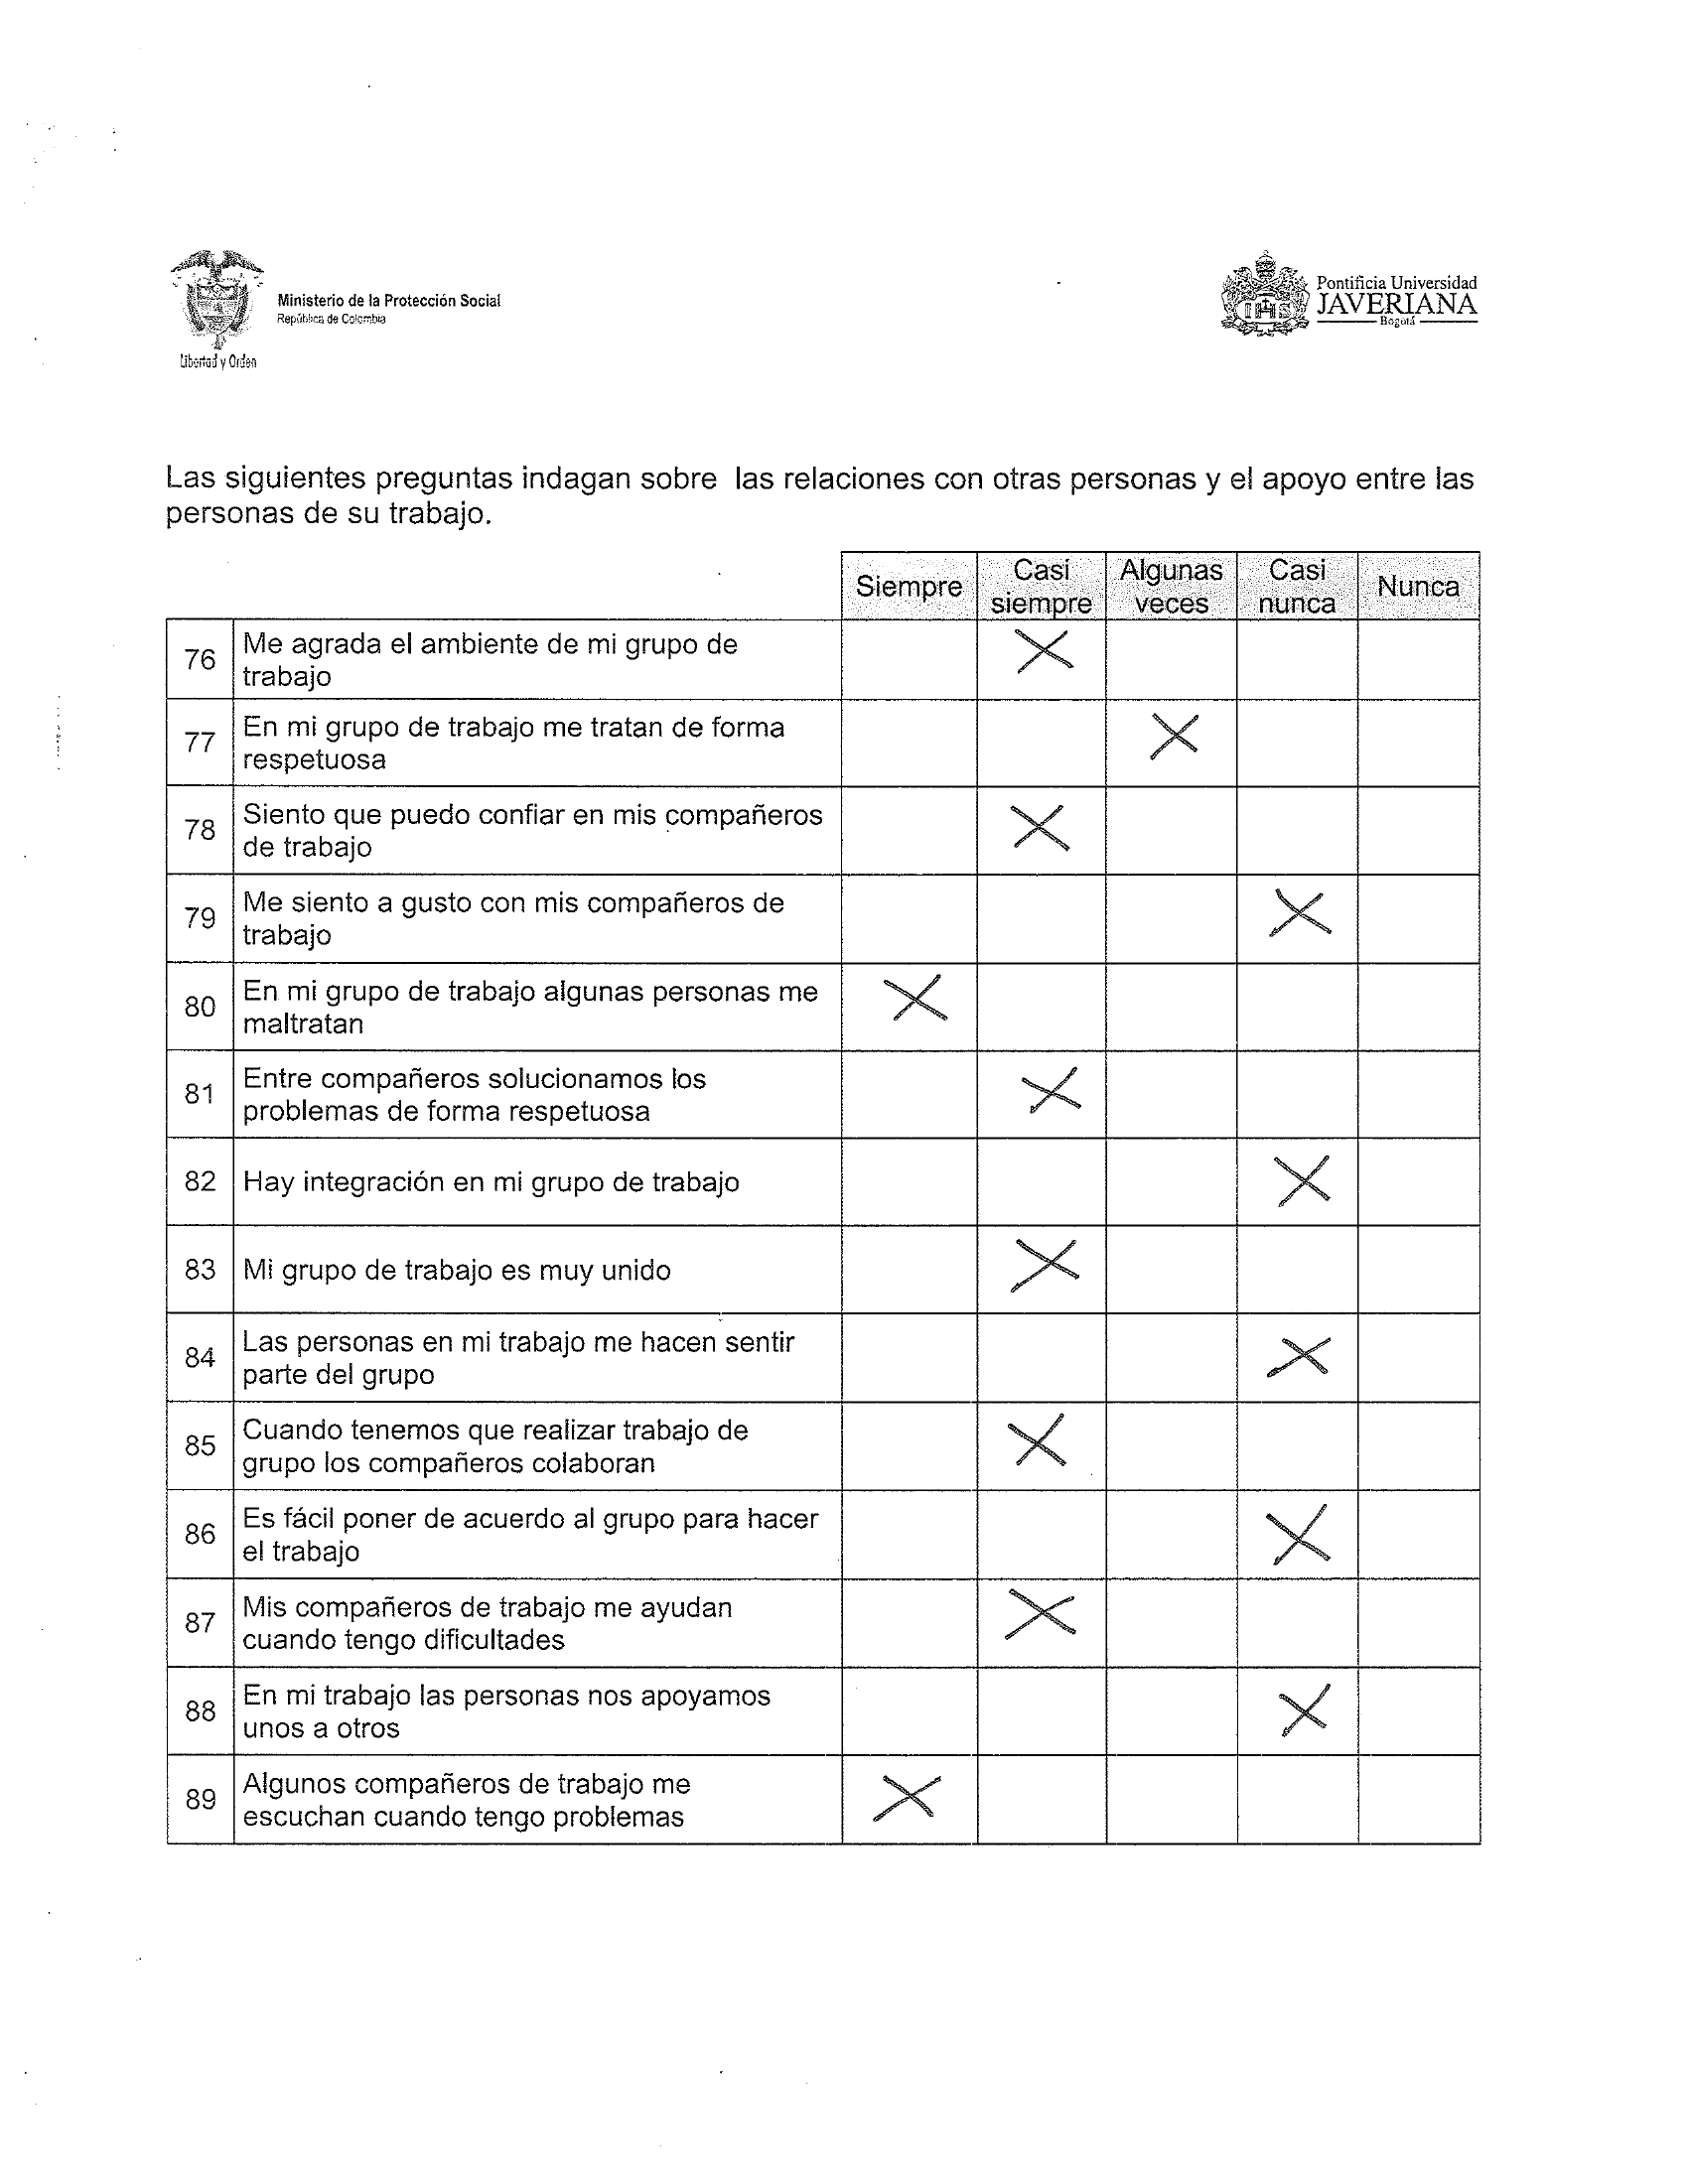 Ministerio de la Protección Social
República de Colombia
Libertad y Orden
Pontificia Universidad
JAVERIANA
Bogotá
Las siguientes preguntas indagan sobre las relaciones con otras personas y el apoyo entre las
personas de su trabajo.
Siempre Casi siempre Algunas veces Casi nunca Nunca
76 Me agrada el ambiente de mi grupo de
trabajo
77 En mi grupo de trabajo me tratan de forma
respetuosa
78 Siento que puedo confiar en mis compañeros
de trabajo
79 Me siento a gusto con mis compañeros de
trabajo
80 En mi grupo de trabajo algunas personas me
maltratan
81 Entre compañeros solucionamos los
problemas de forma respetuosa
82 Hay integración en mi grupo de trabajo
83 Mi grupo de trabajo es muy unido
84 Las personas en mi trabajo me hacen sentir
parte del grupo
85 Cuando tenemos que realizar trabajo de
grupo los compañeros colaboran
86 Es fácil poner de acuerdo al grupo para hacer
el trabajo
87 Mis compañeros de trabajo me ayudan
cuando tengo dificultades
88 En mi trabajo las personas nos apoyamos
unos a otros
89 Algunos compañeros de trabajo me
escuchan cuando tengo problemas